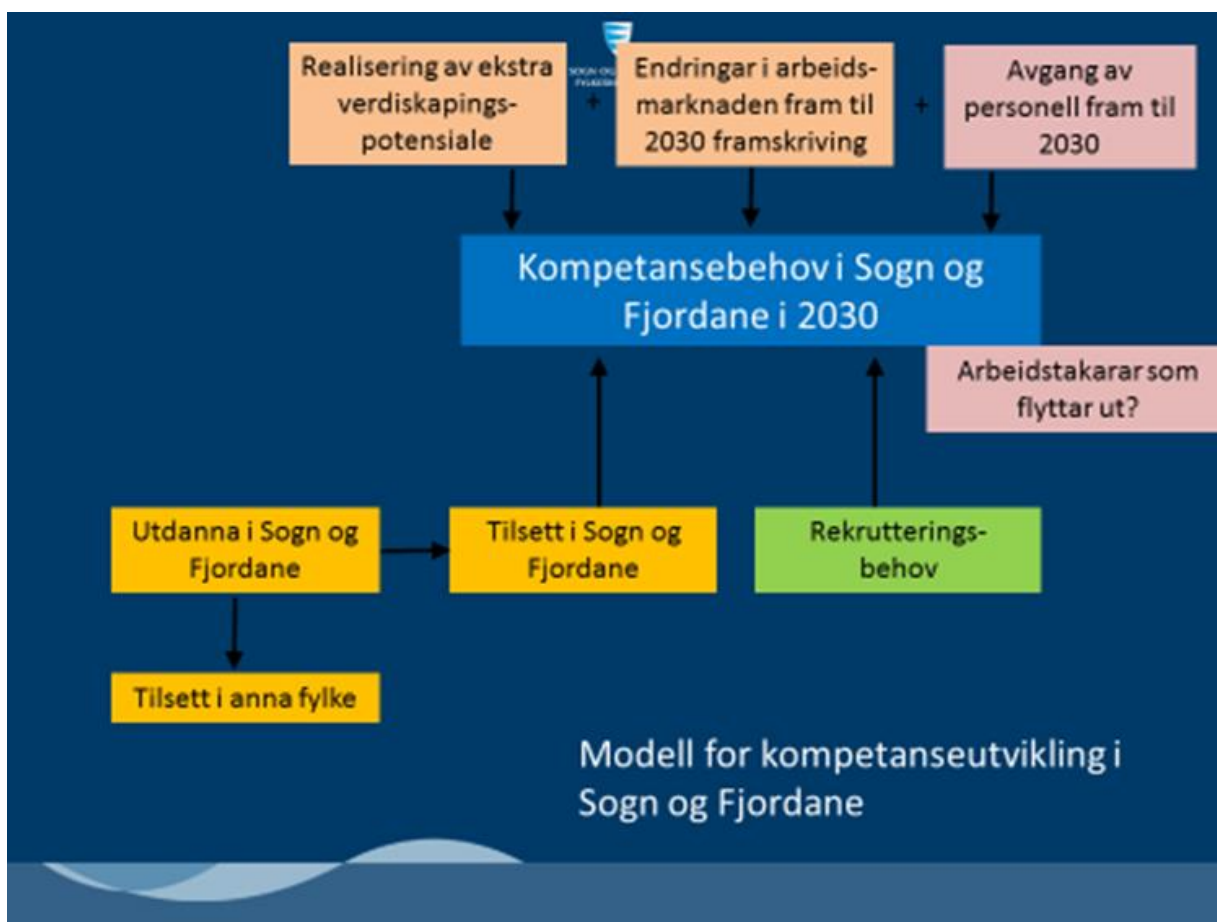 Realisering av ekstra
verdiskapings-
potensiale
+
Endringar i arbeids-
marknaden fram til
2030 framskriving
+
Avgang av
personell fram til
2030
Kompetansebehov i Sogn og
Fjordane i 2030
Arbeidstakarar som
flyttar ut?
Utdanna i Sogn og
Fjordane
Tilsett i Sogn og
Fjordane
Rekrutterings-
behov
Tilsett i anna fylke
Modell for kompetanseutvikling i
Sogn og Fjordane